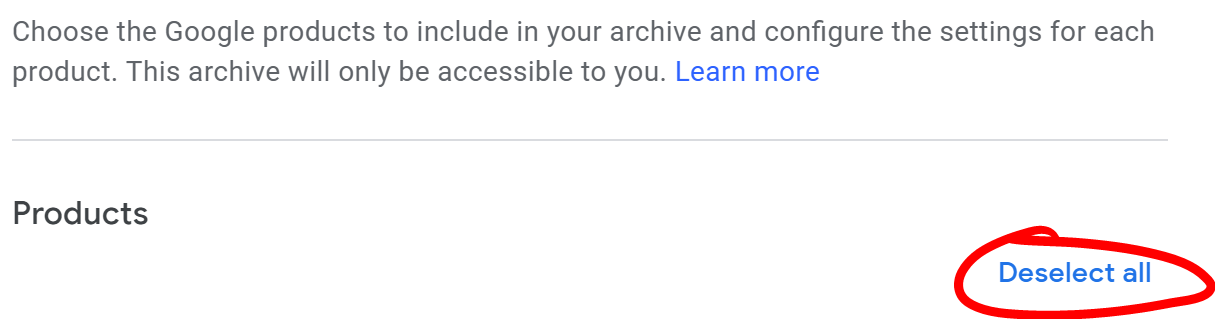 Choose the Google products to include in your archive and configure the settings for each
product. This archive will only be accessible to you. Learn more
Products
Deselect all